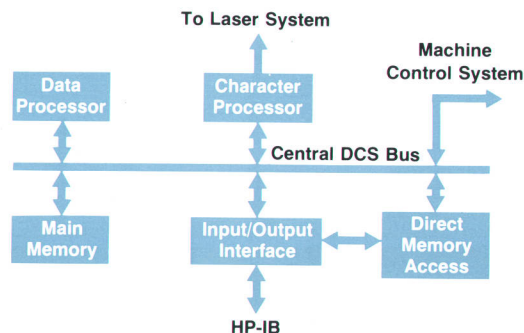 To Laser System
Machine
Control System
Data
Processor
Character
Processor
Central DCS Bus
Main
Memory
Input/Output
Interface
Direct
Memory
Access
HP-IB